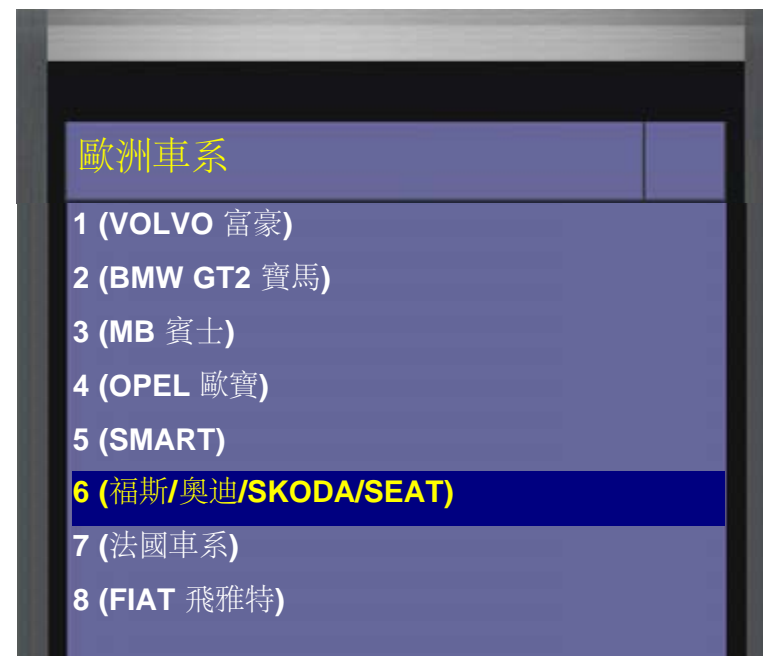 歐洲車系
1 (VOLVO 富豪)
2 (BMW GT2 寶馬)
3 (MB 賓士)
4 (OPEL 歐寶)
5 (SMART)
6 (福斯/奧迪/SKODA/SEAT)
7 (法國車系)
8 (FIAT 飛雅特)